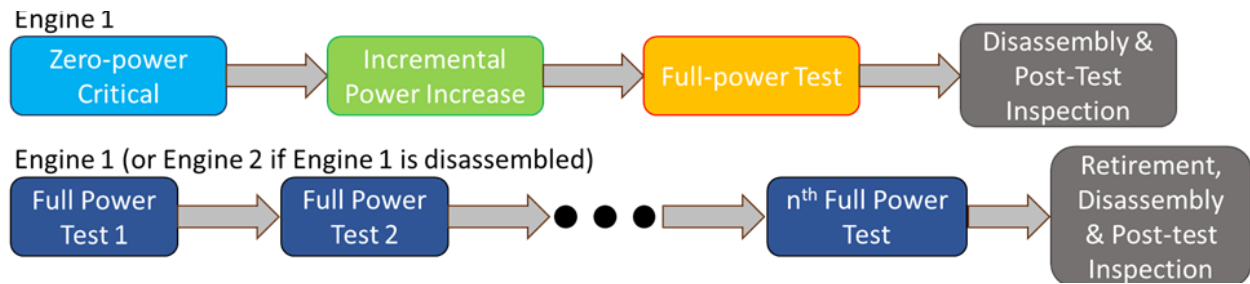 Engine 1
Zero-power
Critical
Incremental
Power Increase
Full-power Test
Disassembly &
Post-Test
Inspection
Engine 1 (or Engine 2 if Engine 1 is disassembled)
Full Power
Test 1
Full Power
Test 2
nth Full Power
Test
Retirement,
Disassembly
& Post-test
Inspection